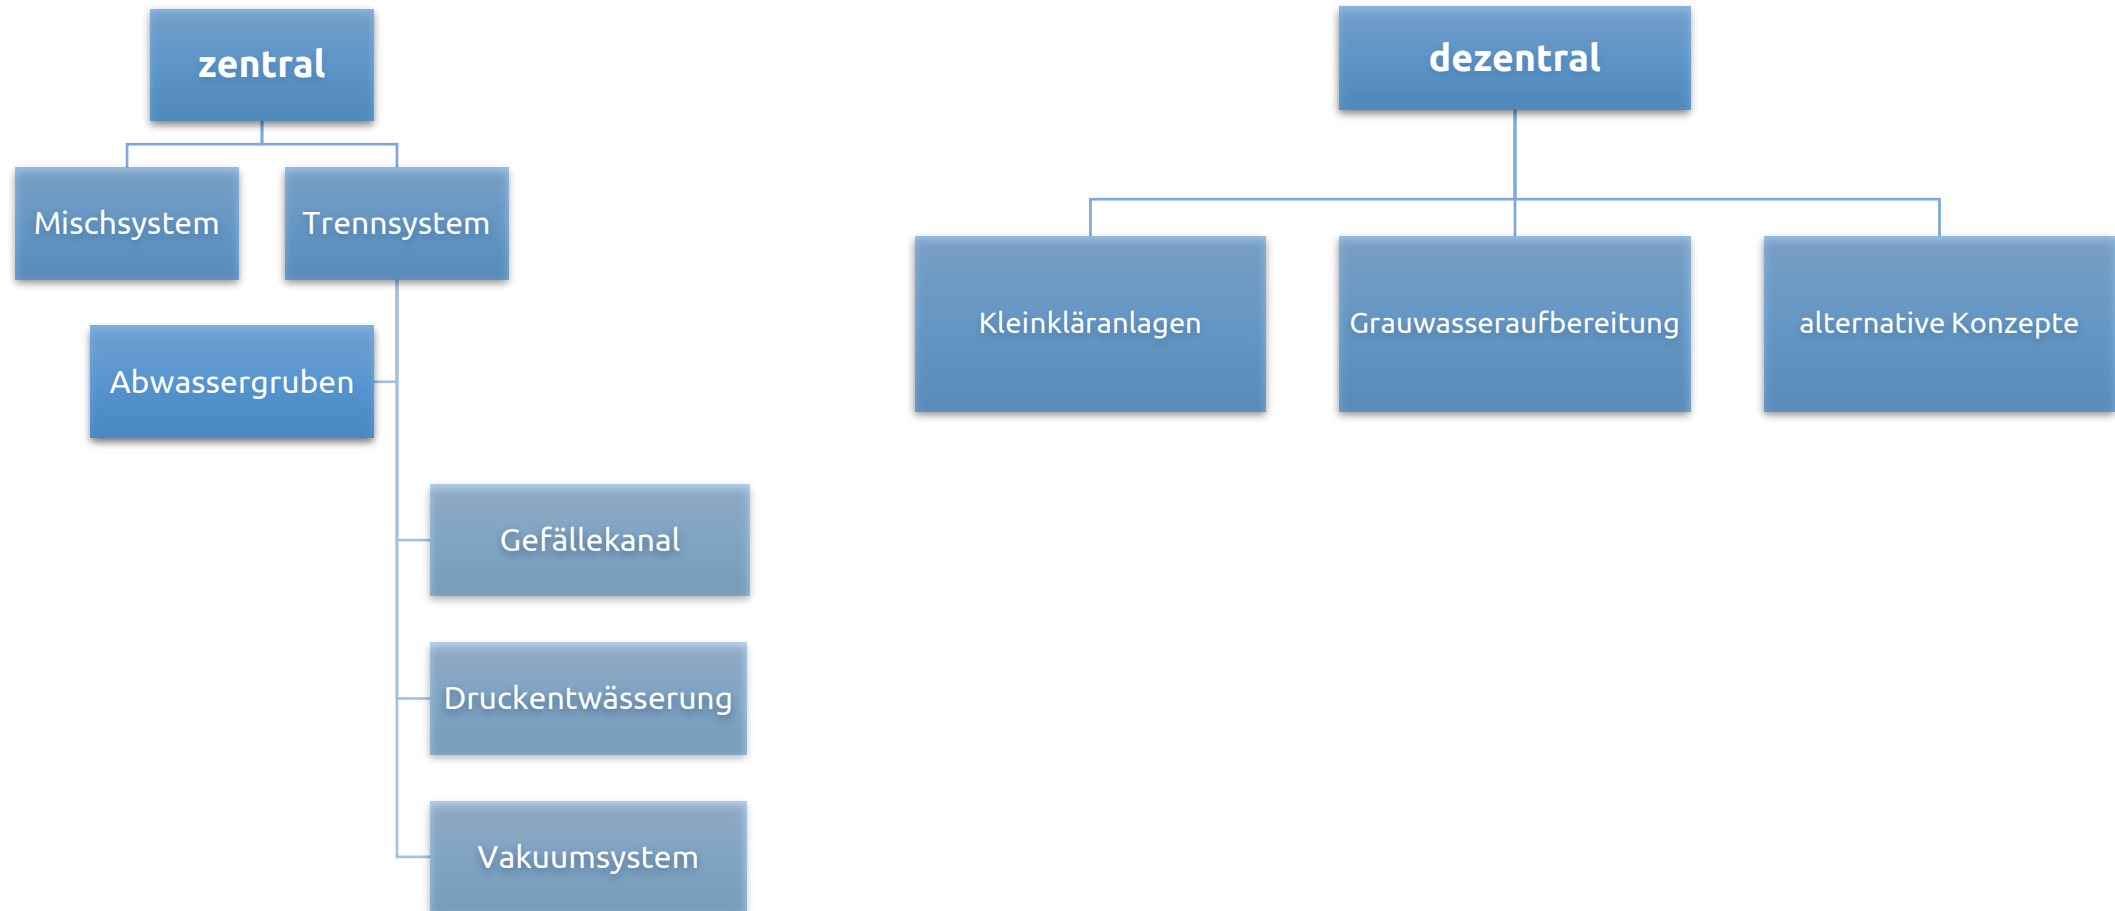 zentral
Mischsystem
Trennsystem
Abwassergruben
Gefällekanal
Druckentwässerung
Vakuumsystem
dezentral
Kleinkläranlagen
Grauwasseraufbereitung
alternative Konzepte